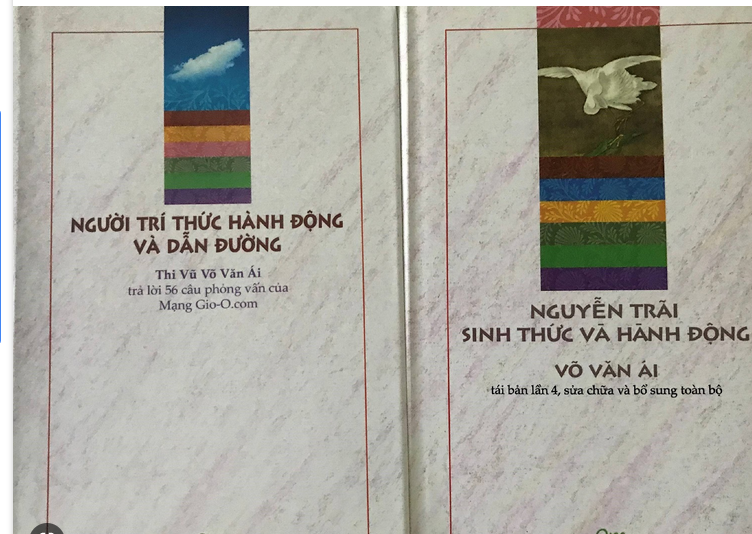 NGƯỜI TRÍ THỨC HÀNH ĐỘNG
VÀ DẪN ĐƯỜNG
Thi Vũ Võ Văn Ái
trả lời 56 câu phỏng vấn của
Mạng Gio-O.com
NGUYỄN TRÃI
SINH THỨC VÀ HÀNH ĐỘNG
VÕ VĂN ÁI
tái bản lần 4, sửa chữa và bổ sung toàn bộ